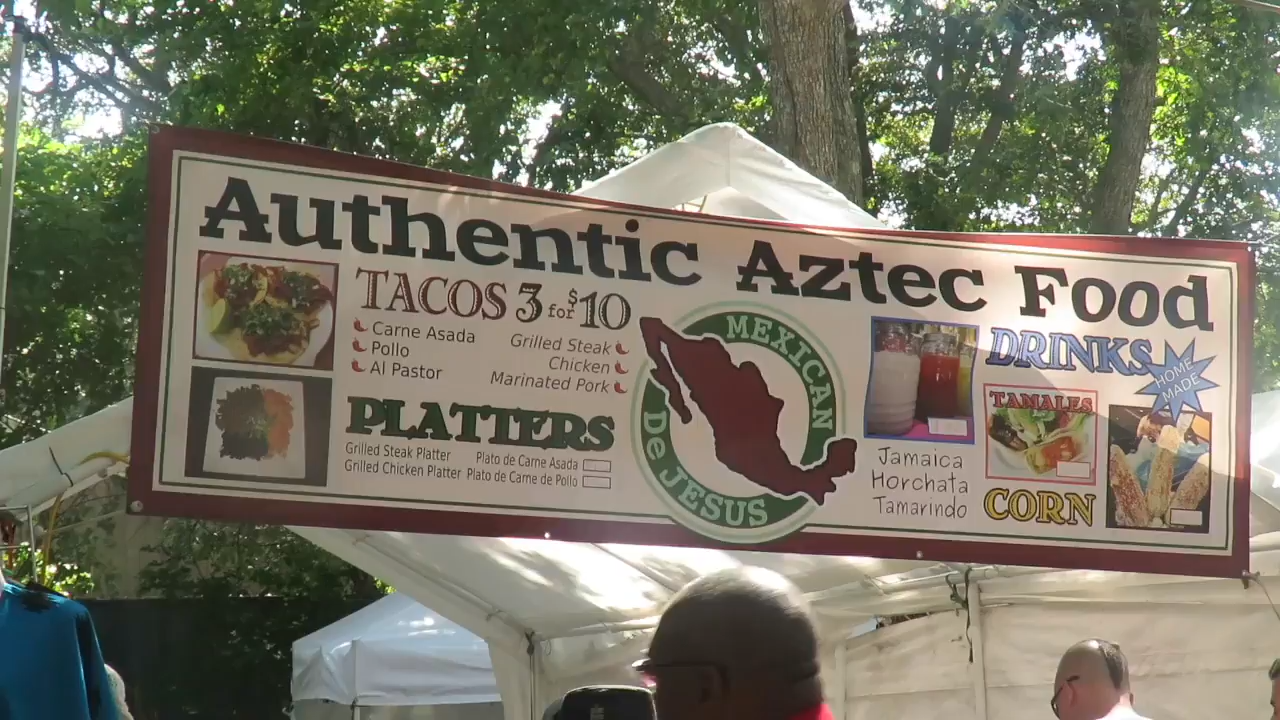 Authentic Aztec Food
TACOS 3 for $10
Carne Asada
Pollo
Al Pastor
Grilled Steak
Chicken
Marinated Pork
PLATTERS
Grilled Steak Platter
Grilled Chicken Platter
Plato de Carne Asada
Plato de Carne de Pollo
MEXICAN
De JESUS
DRINKS
HOME
MADE
Jamaica
Horchata
Tamarindo
TAMALES
CORN